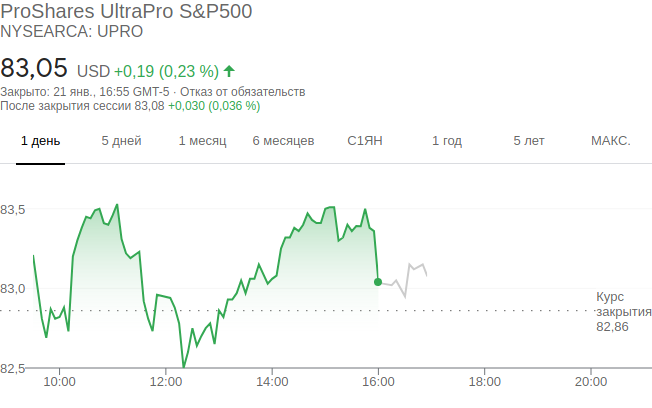 ProShares UltraPro S&P500
NYSEARCA: UPRO
83,05 USD +0,19 (0,23 %)
Закрыто: 21 янв., 16:55 GMT-5 · Отказ от обязательств
После закрытия сессии 83,08 +0,030 (0,036 %)
1 день 5 дней 1 месяц 6 месяцев С1ЯН 1 год 5 лет МАКС.
83,5
83,0
Курс
закрытия
82,86
82,5
10:00 12:00 14:00 16:00 18:00 20:00